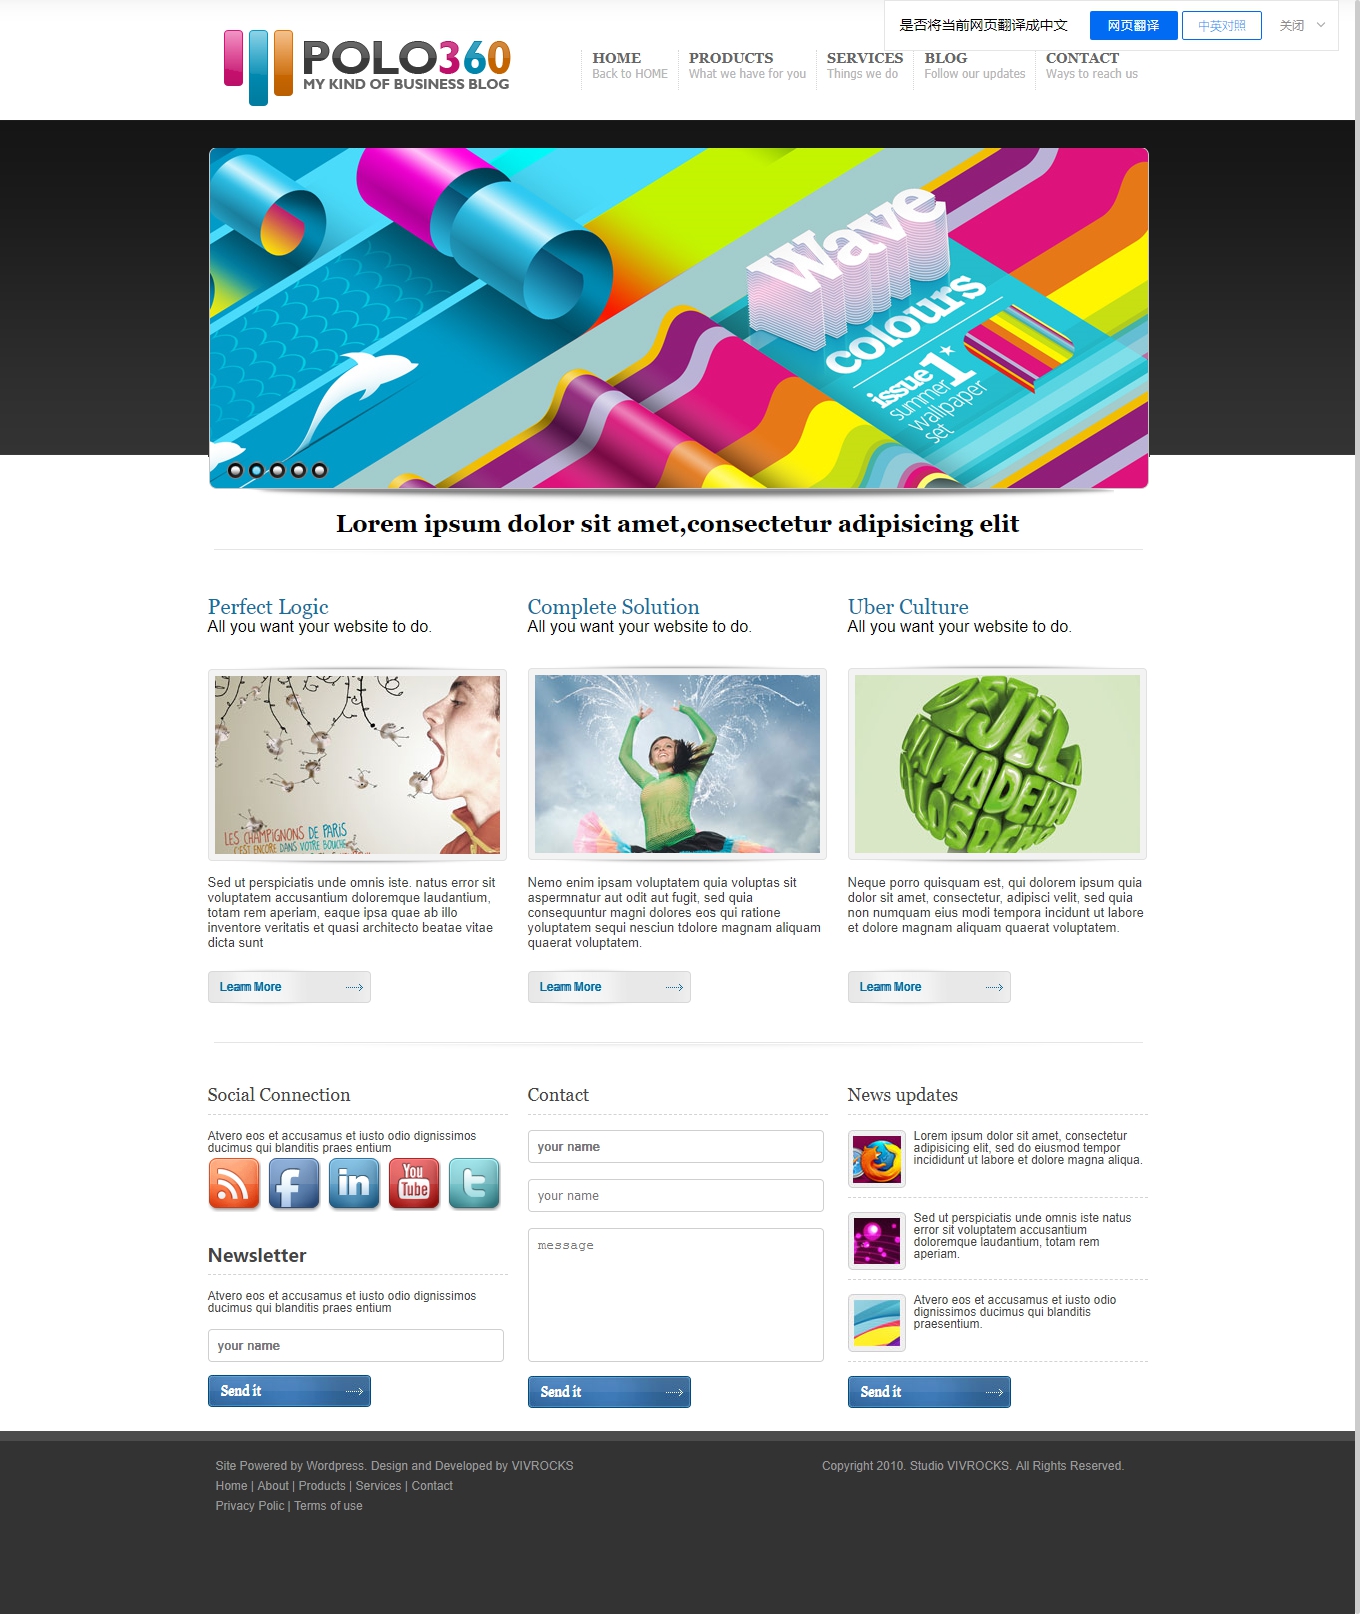 是否将当前网页翻译成中文 网页翻译 中英对照 关闭
POLO360
MY KIND OF BUSINESS BLOG
HOME PRODUCTS SERVICES BLOG CONTACT
Back to HOME What we have for you Things we do Follow our updates Ways to reach us
Wave
colours
issue 1
summer
wallpaper
set
Lorem ipsum dolor sit amet,consectetur adipisicing elit
Perfect Logic
All you want your website to do.
LES CHAMPIGNONS DE PARIS
C'EST ENCORE DANS VOTRE BOUCHE
Sed ut perspiciatis unde omnis iste. natus error sit
voluptatem accusantium doloremque laudantium,
totam rem aperiam, eaque ipsa quae ab illo
inventore veritatis et quasi architecto beatae vitae
dicta sunt
Learn More
Complete Solution
All you want your website to do.
Nemo enim ipsam voluptatem quia voluptas sit
aspermnatur aut odit aut fugit, sed quia
consequuntur magni dolores eos qui ratione
yoluptatem sequi nesciun tdolore magnam aliquam
quaerat voluptatem.
Learn More
Uber Culture
All you want your website to do.
Neque porro quisquam est, qui dolorem ipsum quia
dolor sit amet, consectetur, adipisci velit, sed quia
non numquam eius modi tempora incidunt ut labore
et dolore magnam aliquam quaerat voluptatem.
Learn More
Social Connection
Atvero eos et accusamus et iusto odio dignissimos
ducimus qui blanditis praes entium
f in You Tube t
Newsletter
Atvero eos et accusamus et iusto odio dignissimos
ducimus qui blanditis praes entium
your name
Send it
Contact
your name
your name
message
Send it
News updates
Lorem ipsum dolor sit amet, consectetur
adipisicing elit, sed do eiusmod tempor
incididunt ut labore et dolore magna aliqua.
Sed ut perspiciatis unde omnis iste natus
error sit voluptatem accusantium
doloremque laudantium, totam rem
aperiam.
Atvero eos et accusamus et iusto odio
dignissimos ducimus qui blanditis
praesentium.
Send it
Site Powered by Wordpress. Design and Developed by VIVROCKS
Home | About | Products | Services | Contact
Privacy Polic | Terms of use
Copyright 2010. Studio VIVROCKS. All Rights Reserved.